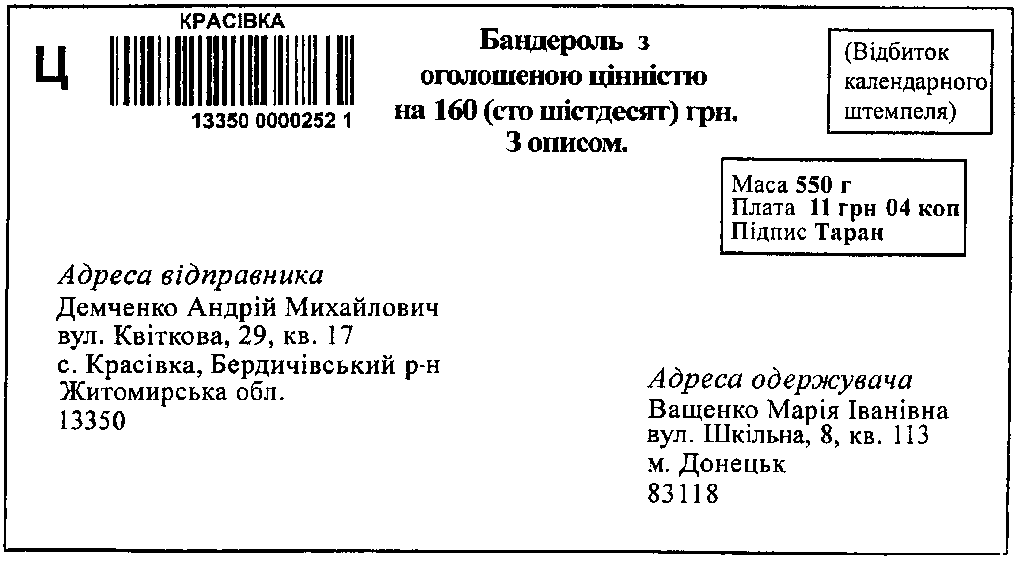 КРАСІВКА
Ц
13350 0000252 1
Бандероль з
оголошеною цінністю
на 160 (сто шістдесят) грн.
З описом.
(Відбиток
календарного
штемпеля)
Маса 550 г
Плата 11 грн 04 коп
Підпис Таран
Адреса відправника
Демченко Андрій Михайлович
вул. Квіткова, 29, кв. 17
с. Красівка, Бердичівський р-н
Житомирська обл.
13350
Адреса одержувача
Ващенко Марія Іванівна
вул. Шкільна, 8, кв. 113
м. Донецьк
83118